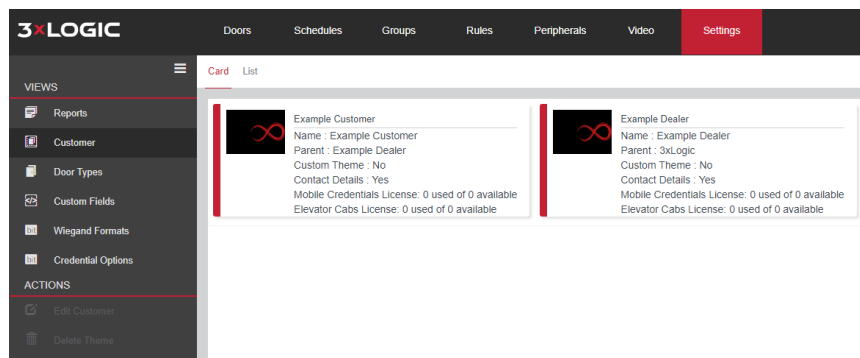 3×LOGIC
Doors Schedules Groups Rules Peripherals Video Settings
VIEWS
Reports
Customer
Door Types
Custom Fields
bit Wiegand Formats
bit Credential Options
ACTIONS
Edit Customer
Delete Theme
Card List
Example Customer
Name : Example Customer
Parent : Example Dealer
Custom Theme : No
Contact Details : Yes
Mobile Credentials License: 0 used of 0 available
Elevator Cabs License: 0 used of 0 available
Example Dealer
Name : Example Dealer
Parent : 3xLogic
Custom Theme : No
Contact Details : Yes
Mobile Credentials License: 0 used of 0 available
Elevator Cabs License: 0 used of 0 available